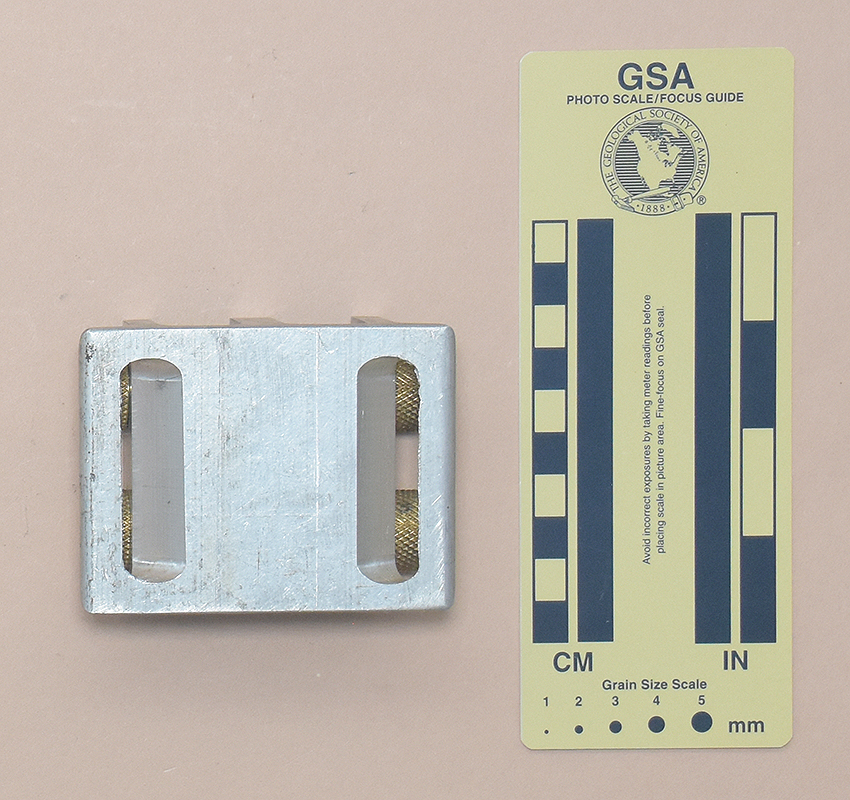 GSA
PHOTO SCALE/FOCUS GUIDE
THE GEOLOGICAL SOCIETY OF AMERICA
· 1888 ·
®
Avoid incorrect exposures by taking meter readings before
placing scale in picture area. Fine-focus on GSA seal.
CM IN
Grain Size Scale
1 2 3 4 5
mm